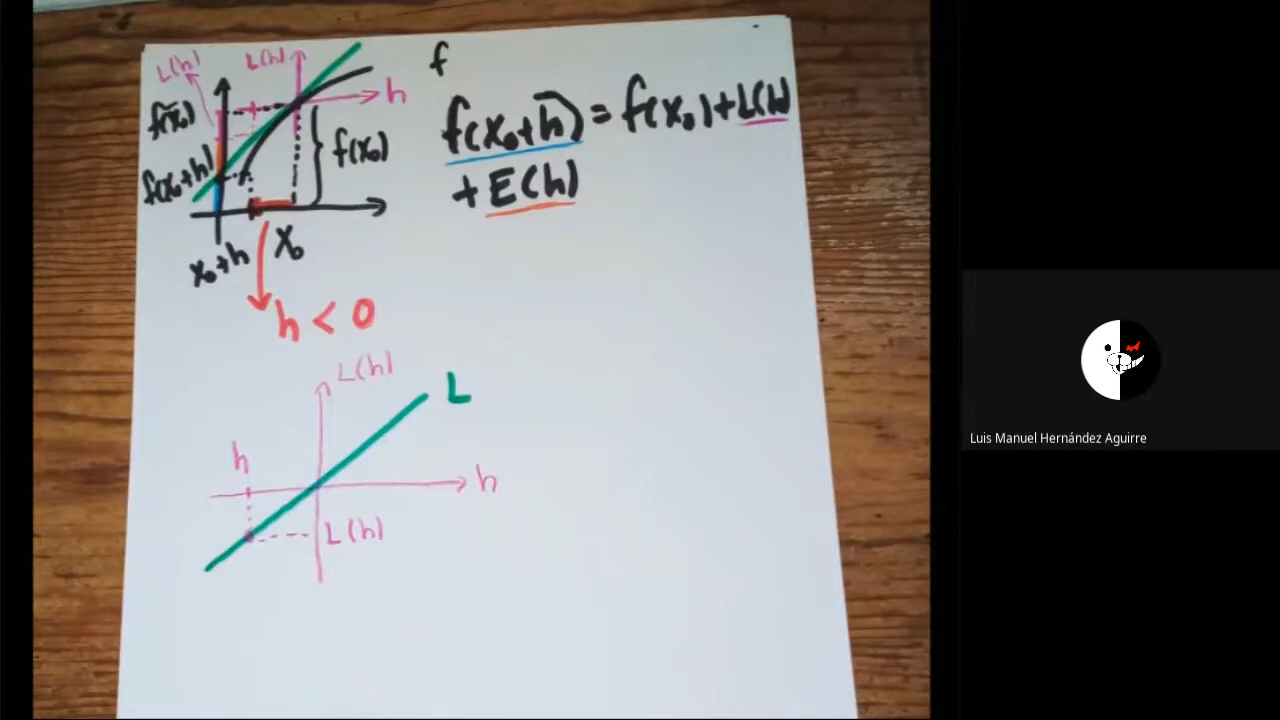 L(h)
L(h)
h
f(x₀)
f(x₀)
f(x₀+h)
x₀+h
x₀
h < 0
f
f(x₀+h) = f(x₀)+L(h)
+ E(h)
L(h)
L
h
h
L(h)
Luis Manuel Hernández Aguirre